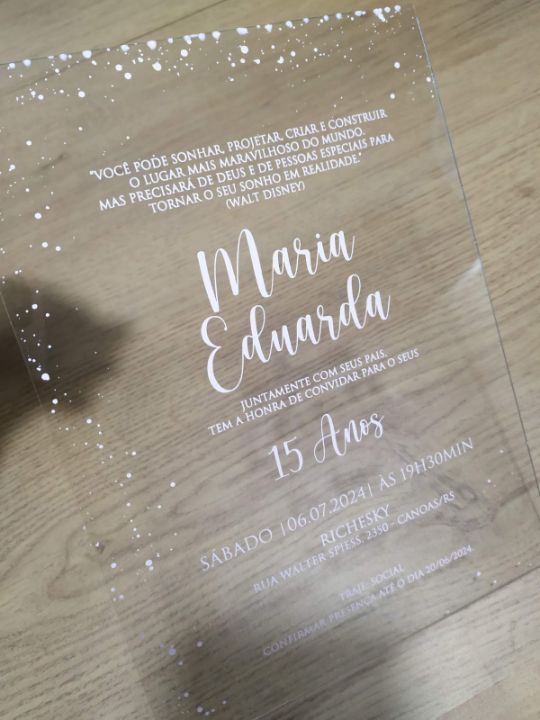 "VOCÊ PODE SONHAR, PROJETAR, CRIAR E CONSTRUIR
O LUGAR MAIS MARAVILHOSO DO MUNDO.
MAS PRECISARÁ DE DEUS E DE PESSOAS ESPECIAIS PARA
TORNAR O SEU SONHO EM REALIDADE."
(WALT DISNEY)
Maria
Eduarda
JUNTAMENTE COM SEUS PAIS,
TEM A HONRA DE CONVIDAR PARA O SEUS
15 Anos
SÁBADO |06.07.2024| ÀS 19H30MIN
RICHESKY
RUA WALTER SPIESS, 2350 - CANOAS/RS
TRAJE: SOCIAL
CONFIRMAR PRESENÇA ATÉ O DIA 20/06/2024.